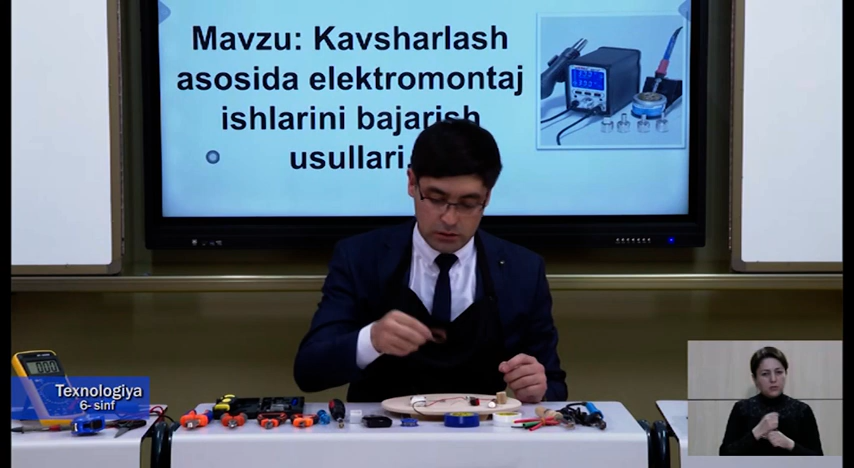 Mavzu: Kavsharlash
asosida elektromontaj
ishlarini bajarish
usullari.
Texnologiya
6- sinf